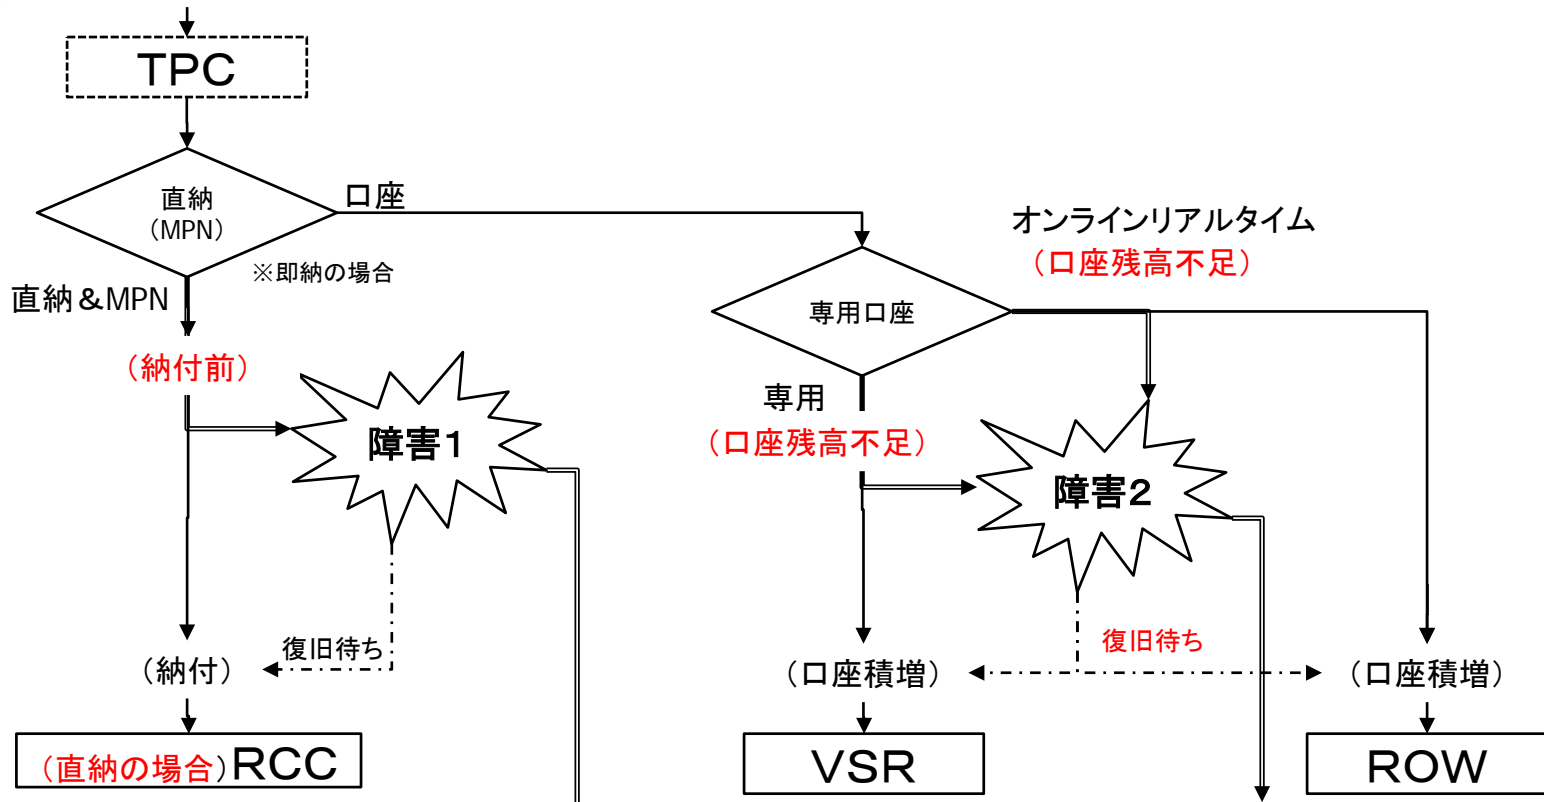 TPC
直納
(MPN)
口座
※即納の場合
直納&MPN
(納付前)
障害1
復旧待ち
(納付)
(直納の場合)RCC
オンラインリアルタイム
(口座残高不足)
専用口座
専用
(口座残高不足)
障害2
復旧待ち
(口座積増)
(口座積増)
VSR
ROW